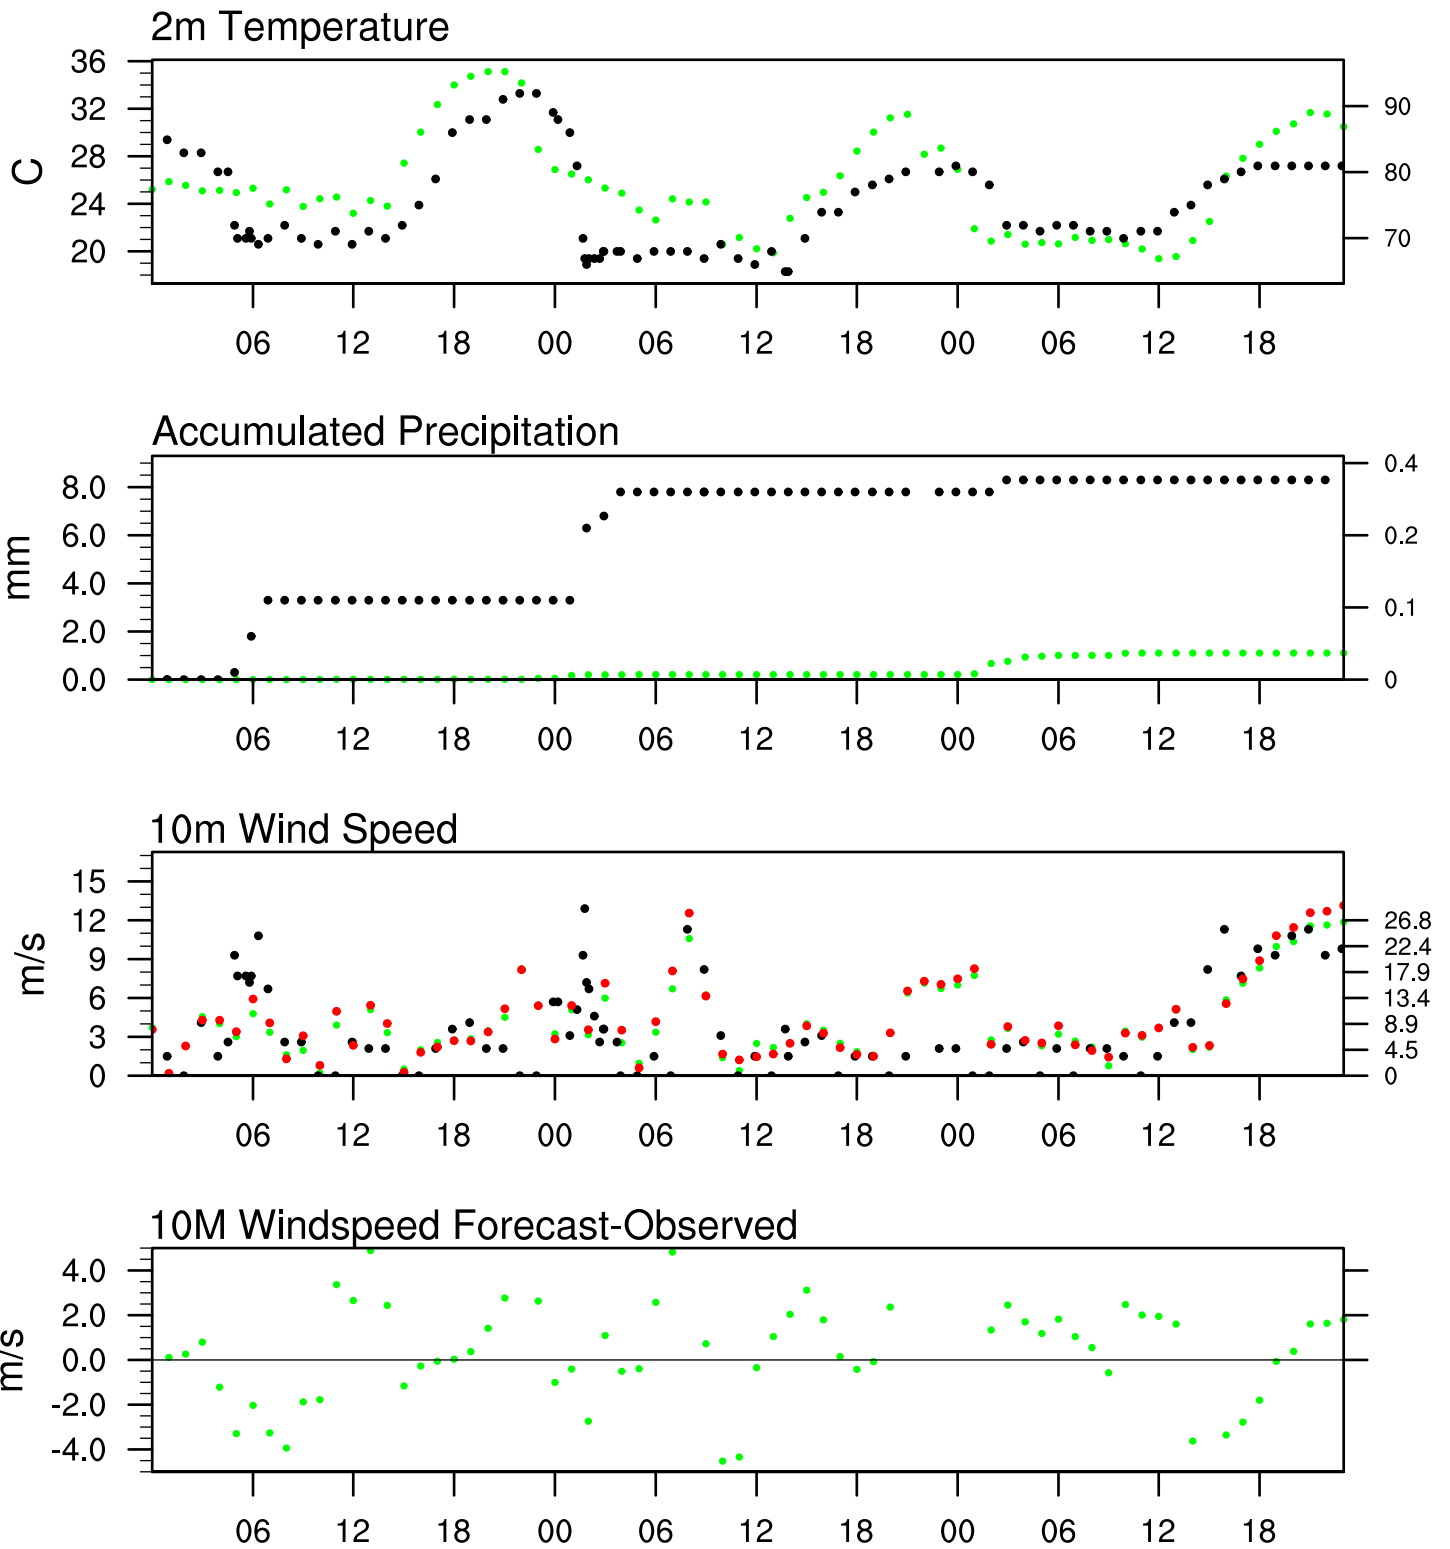 2m Temperature
36
32
28
24
20
C
90
80
70
06 12 18 00 06 12 18 00 06 12 18
Accumulated Precipitation
8.0
6.0
4.0
2.0
0.0
mm
0.4
0.2
0.1
0
06 12 18 00 06 12 18 00 06 12 18
10m Wind Speed
15
12
9
6
3
0
m/s
26.8
22.4
17.9
13.4
8.9
4.5
0
06 12 18 00 06 12 18 00 06 12 18
10M Windspeed Forecast-Observed
4.0
2.0
0.0
-2.0
-4.0
m/s
06 12 18 00 06 12 18 00 06 12 18